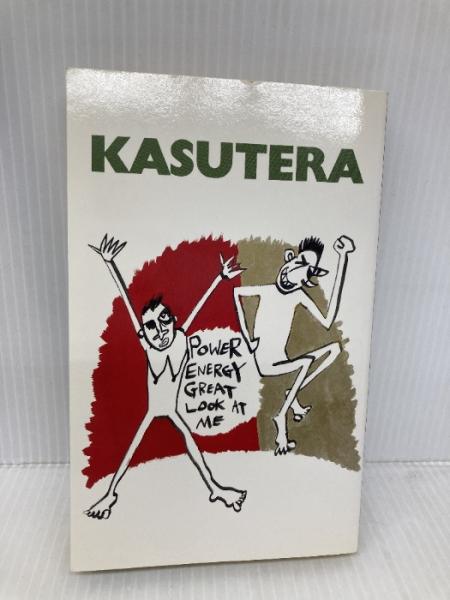 KASUTERA
POWER
ENERGY
GREAT
LOOK AT
ME